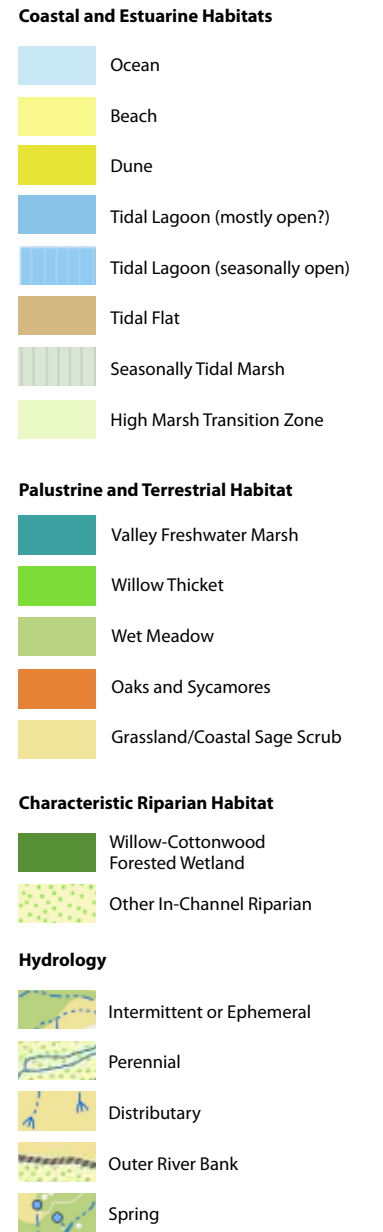 Coastal and Estuarine Habitats
Ocean
Beach
Dune
Tidal Lagoon (mostly open?)
Tidal Lagoon (seasonally open)
Tidal Flat
Seasonally Tidal Marsh
High Marsh Transition Zone
Palustrine and Terrestrial Habitat
Valley Freshwater Marsh
Willow Thicket
Wet Meadow
Oaks and Sycamores
Grassland/Coastal Sage Scrub
Characteristic Riparian Habitat
Willow-Cottonwood
Forested Wetland
Other In-Channel Riparian
Hydrology
Intermittent or Ephemeral
Perennial
Distributary
Outer River Bank
Spring